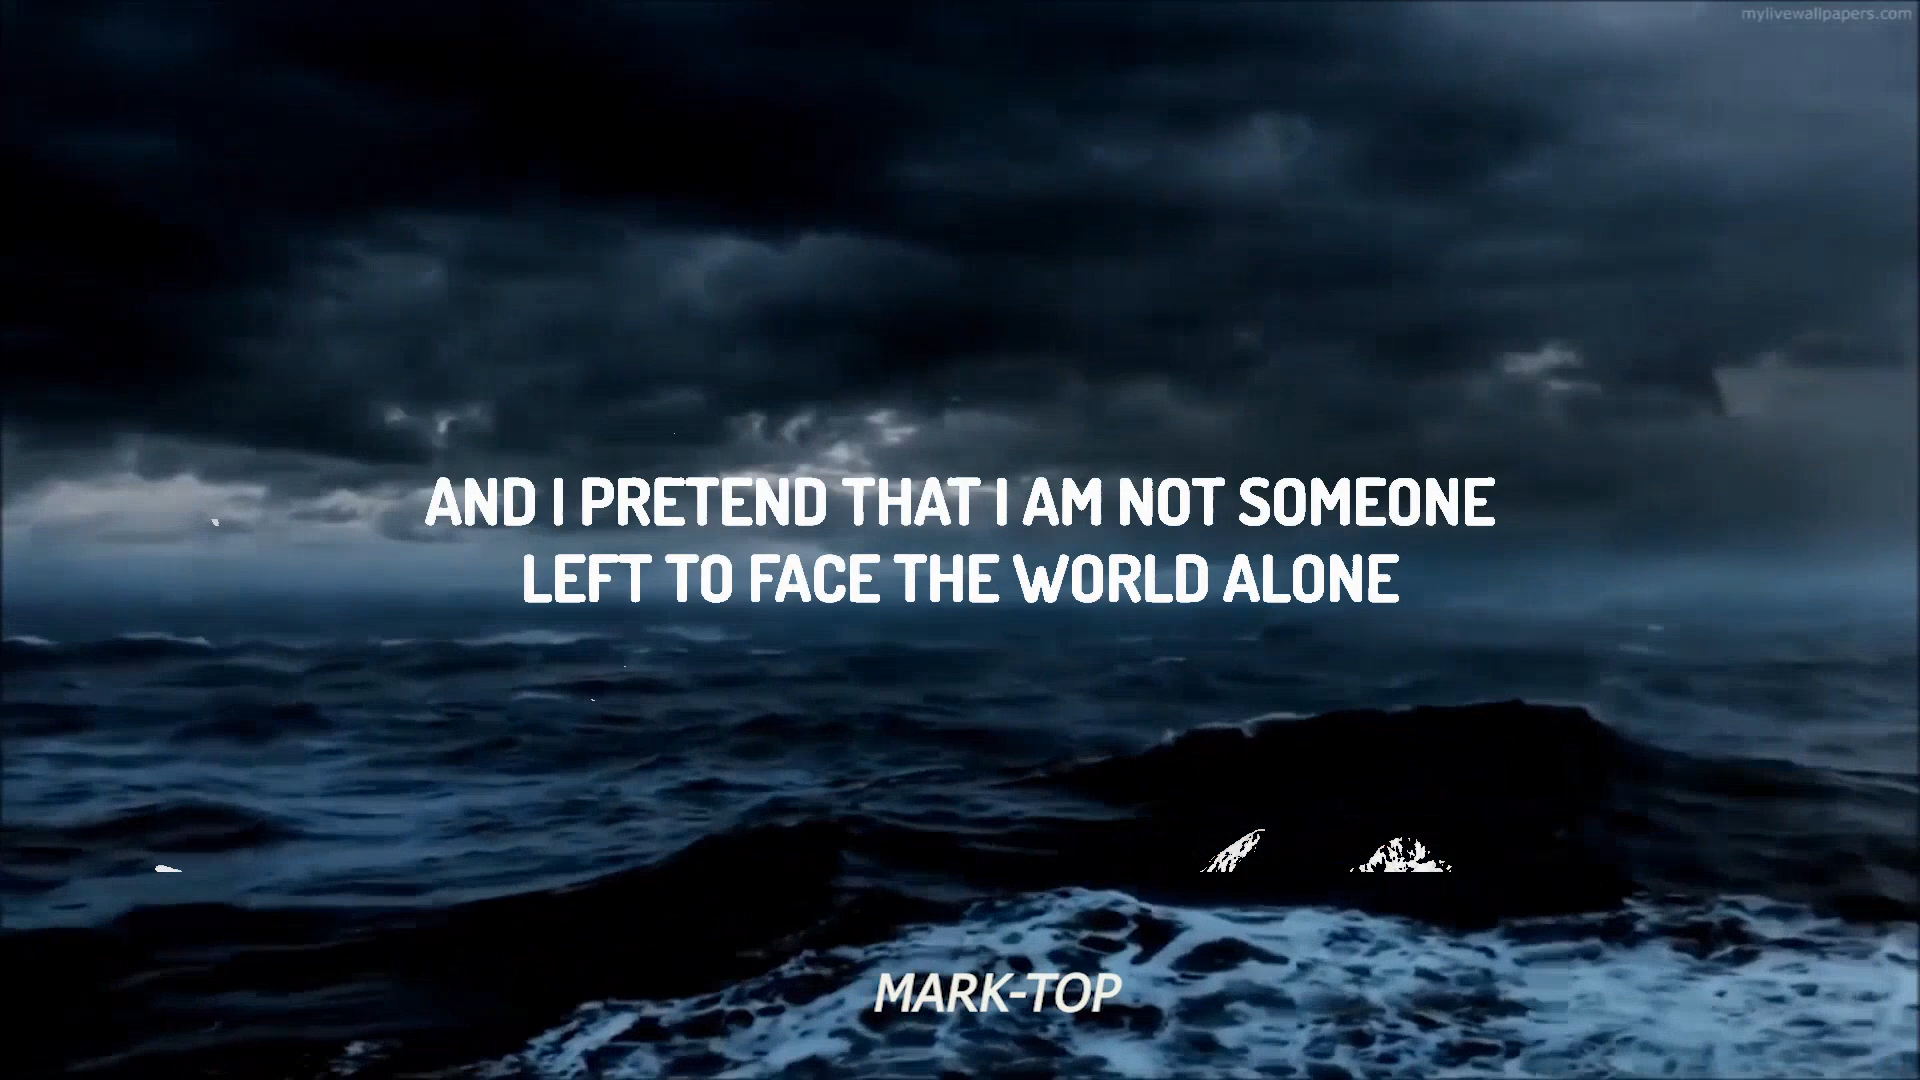 mylivewallpapers.com
AND I PRETEND THAT I AM NOT SOMEONE
LEFT TO FACE THE WORLD ALONE
MARK-TOP